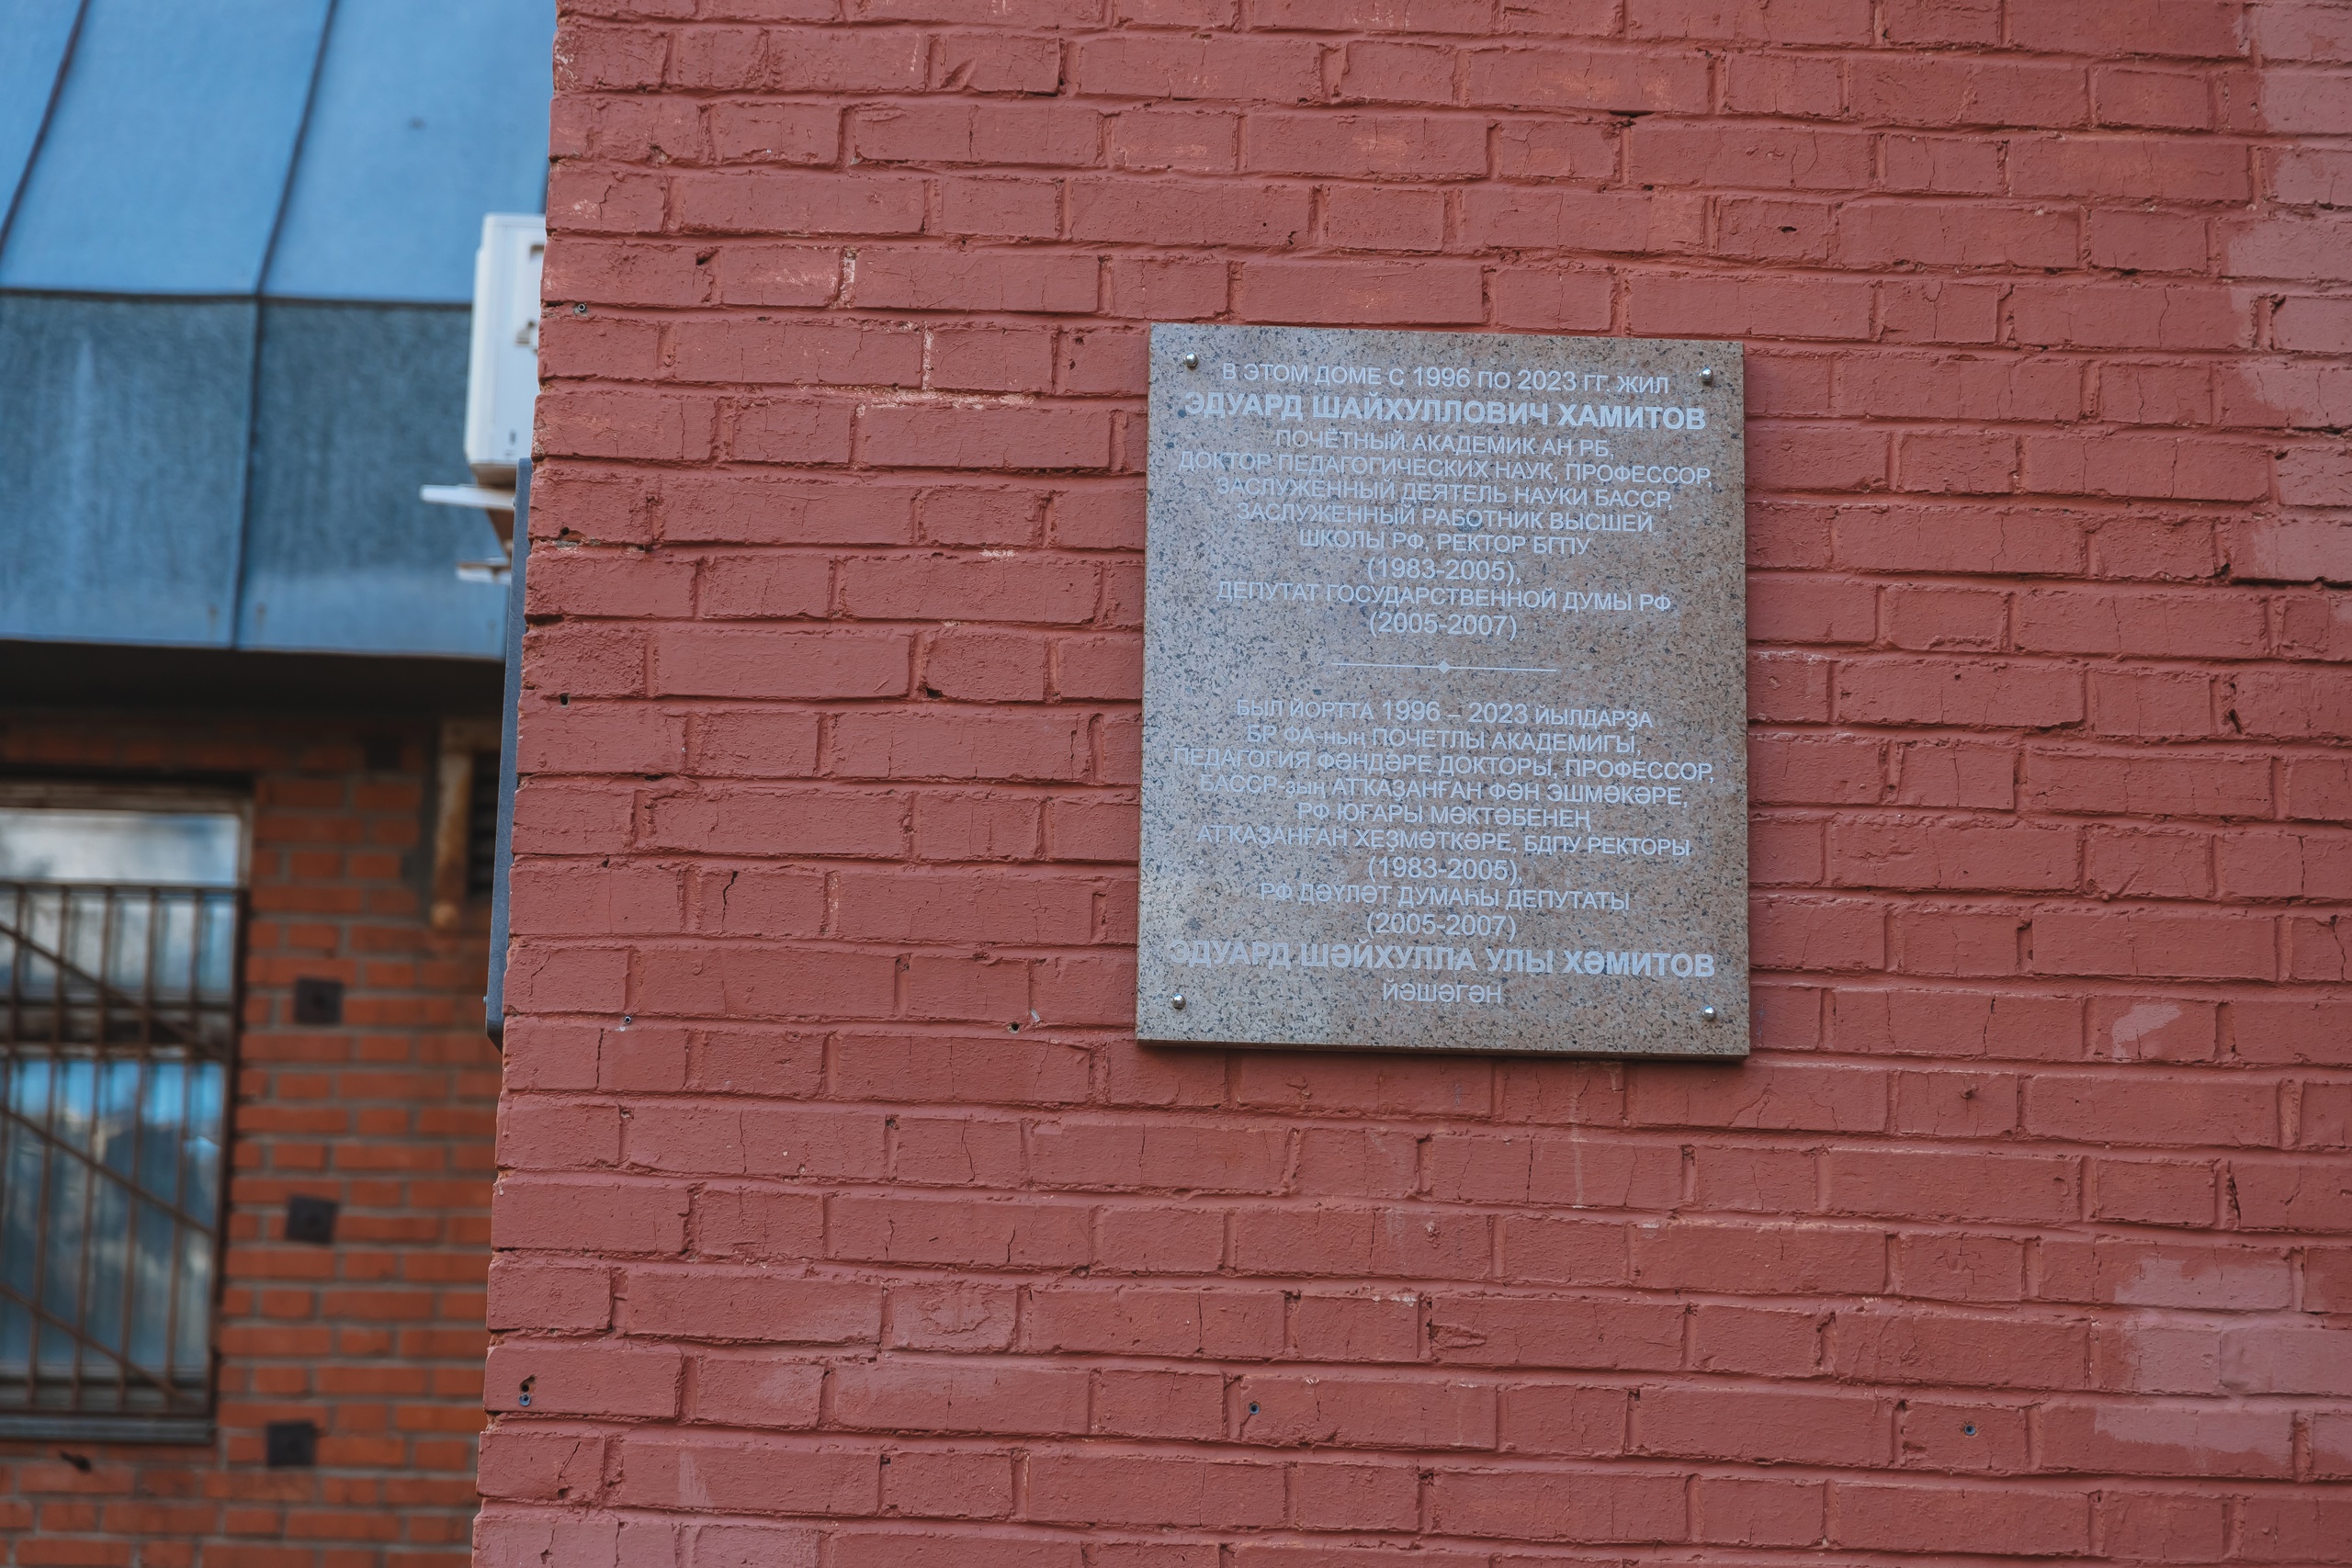 В ЭТОМ ДОМЕ С 1996 ПО 2023 ГГ. ЖИЛ
ЭДУАРД ШАЙХУЛЛОВИЧ ХАМИТОВ
ПОЧЁТНЫЙ АКАДЕМИК АН РБ,
ДОКТОР ПЕДАГОГИЧЕСКИХ НАУК, ПРОФЕССОР,
ЗАСЛУЖЕННЫЙ ДЕЯТЕЛЬ НАУКИ БАССР,
ЗАСЛУЖЕННЫЙ РАБОТНИК ВЫСШЕЙ
ШКОЛЫ РФ, РЕКТОР БГПУ
(1983-2005),
ДЕПУТАТ ГОСУДАРСТВЕННОЙ ДУМЫ РФ
(2005-2007)
БЫЛ ЙОРТТА 1996 – 2023 ЙЫЛДАРҘА
БР ФА-ның ПОЧЕТЛЫ АКАДЕМИГЫ,
ПЕДАГОГИЯ ФӘНДӘРЕ ДОКТОРЫ, ПРОФЕССОР,
БАССР-ҙың АТҠАҘАНҒАН ФӘН ЭШМӘКӘРЕ,
РФ ЮҒАРЫ МӘКТӘБЕНЕҢ
АТҠАҘАНҒАН ХЕҘМӘТКӘРЕ, БДПУ РЕКТОРЫ
(1983-2005),
РФ ДӘҮЛӘТ ДУМАҺЫ ДЕПУТАТЫ
(2005-2007)
ЭДУАРД ШӘЙХУЛЛА УЛЫ ХӘМИТОВ
ЙӘШӘГӘН